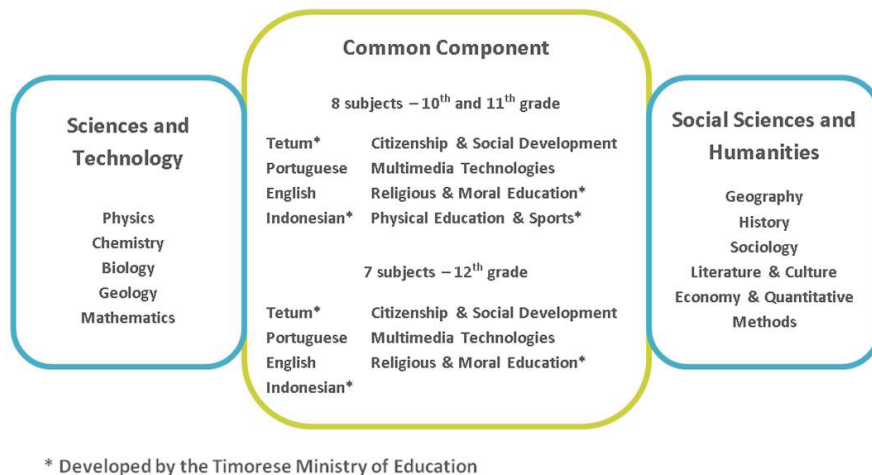 Common Component
8 subjects – 10th and 11th grade
Tetum* Citizenship & Social Development
Portuguese Multimedia Technologies
English Religious & Moral Education*
Indonesian* Physical Education & Sports*
7 subjects – 12th grade
Tetum* Citizenship & Social Development
Portuguese Multimedia Technologies
English Religious & Moral Education*
Indonesian*
Sciences and
Technology
Physics
Chemistry
Biology
Geology
Mathematics
Social Sciences and
Humanities
Geography
History
Sociology
Literature & Culture
Economy & Quantitative
Methods
* Developed by the Timorese Ministry of Education